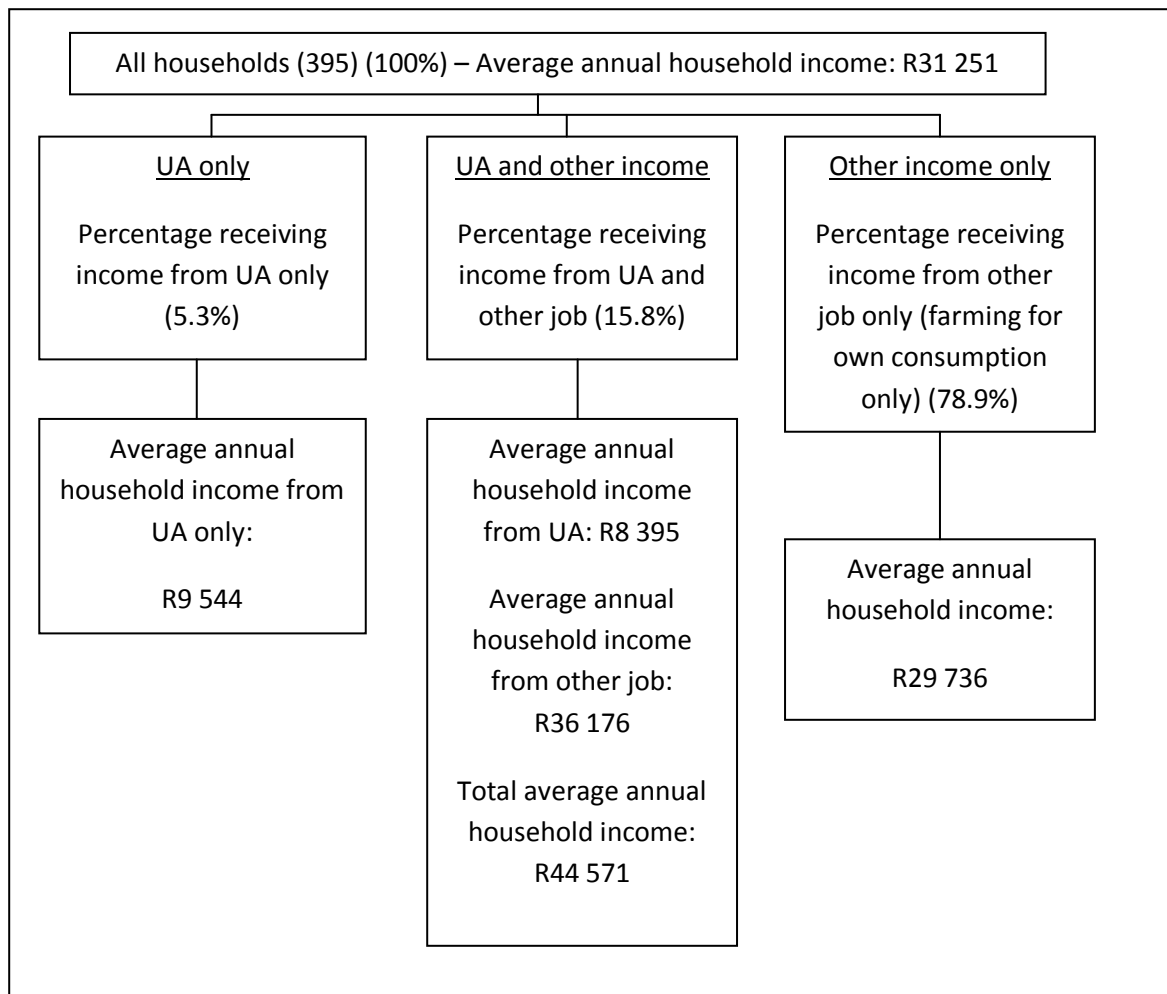 All households (395) (100%) – Average annual household income: R31 251
UA only
Percentage receiving
income from UA only
(5.3%)
UA and other income
Percentage receiving
income from UA and
other job (15.8%)
Other income only
Percentage receiving
income from other
job only (farming for
own consumption
only) (78.9%)
Average annual
household income from
UA only:
R9 544
Average annual
household income
from UA: R8 395
Average annual
household income
from other job:
R36 176
Total average annual
household income:
R44 571
Average annual
household income:
R29 736